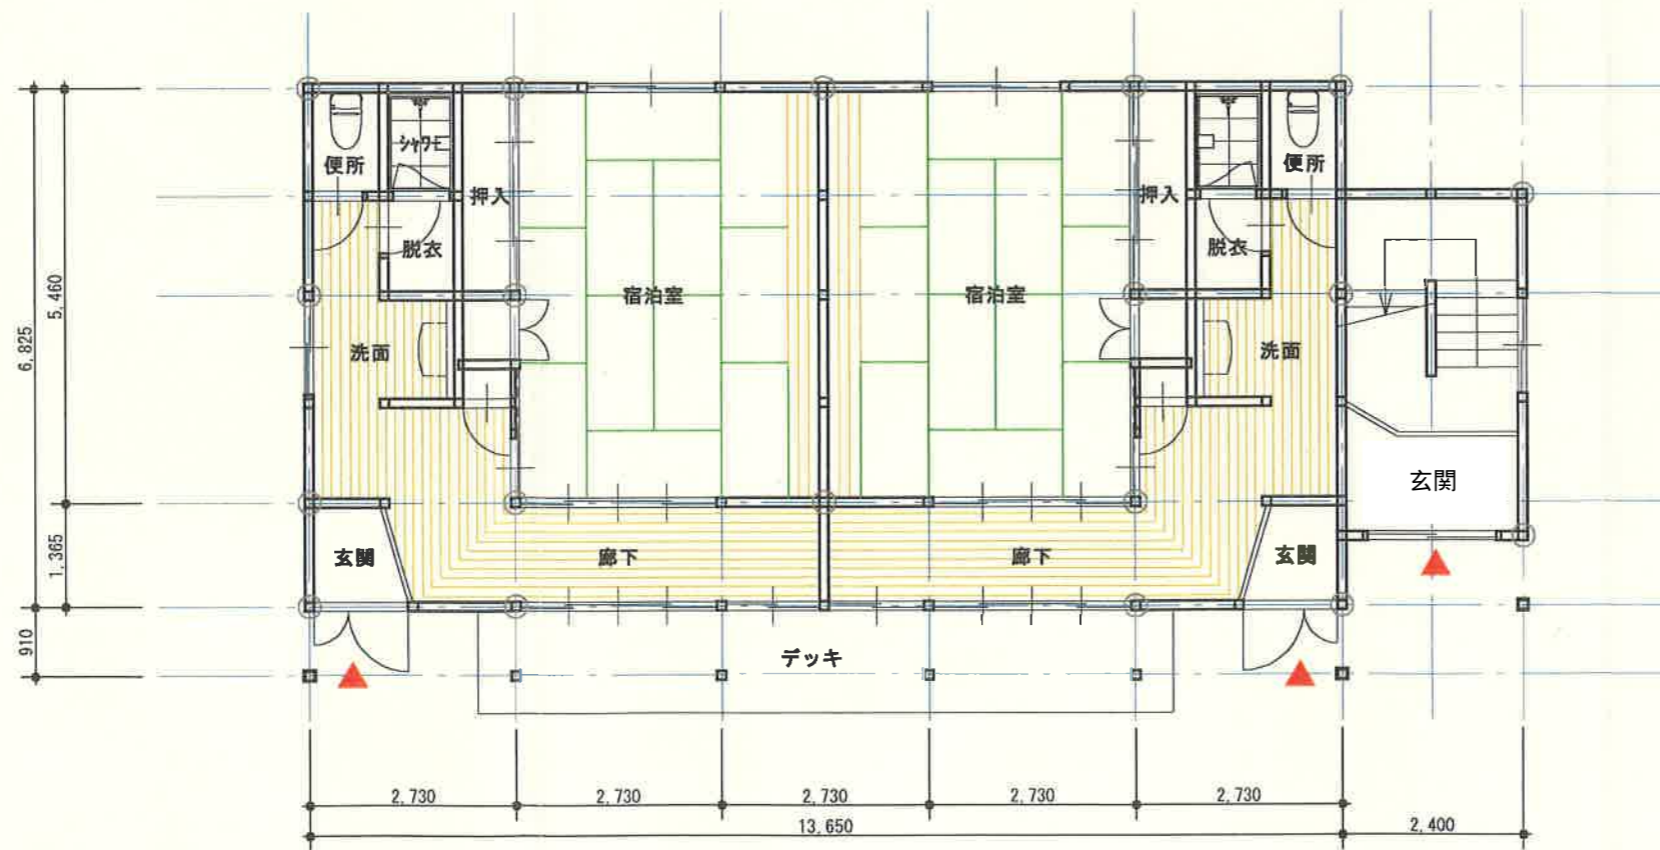 便所
シャワー
便所
押入
押入
脱衣
脱衣
5,460
宿泊室
宿泊室
6,825
洗面
洗面
玄関
1,365
玄関
廊下
廊下
玄関
910
デッキ
2,730
2,730
2,730
2,730
2,730
13,650
2,400